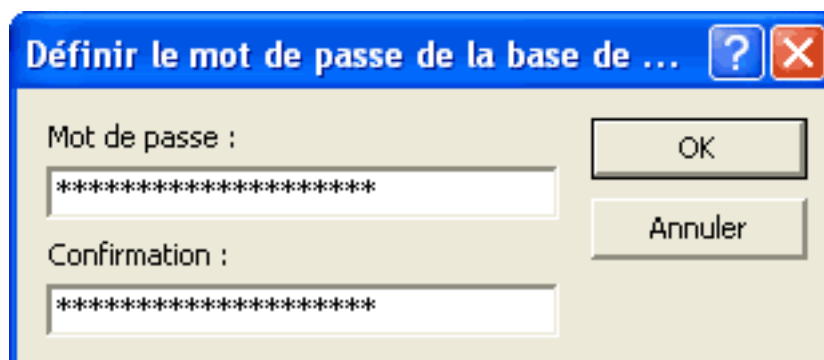 Définir le mot de passe de la base de ...
Mot de passe :
OK
********************
Annuler
Confirmation :
********************